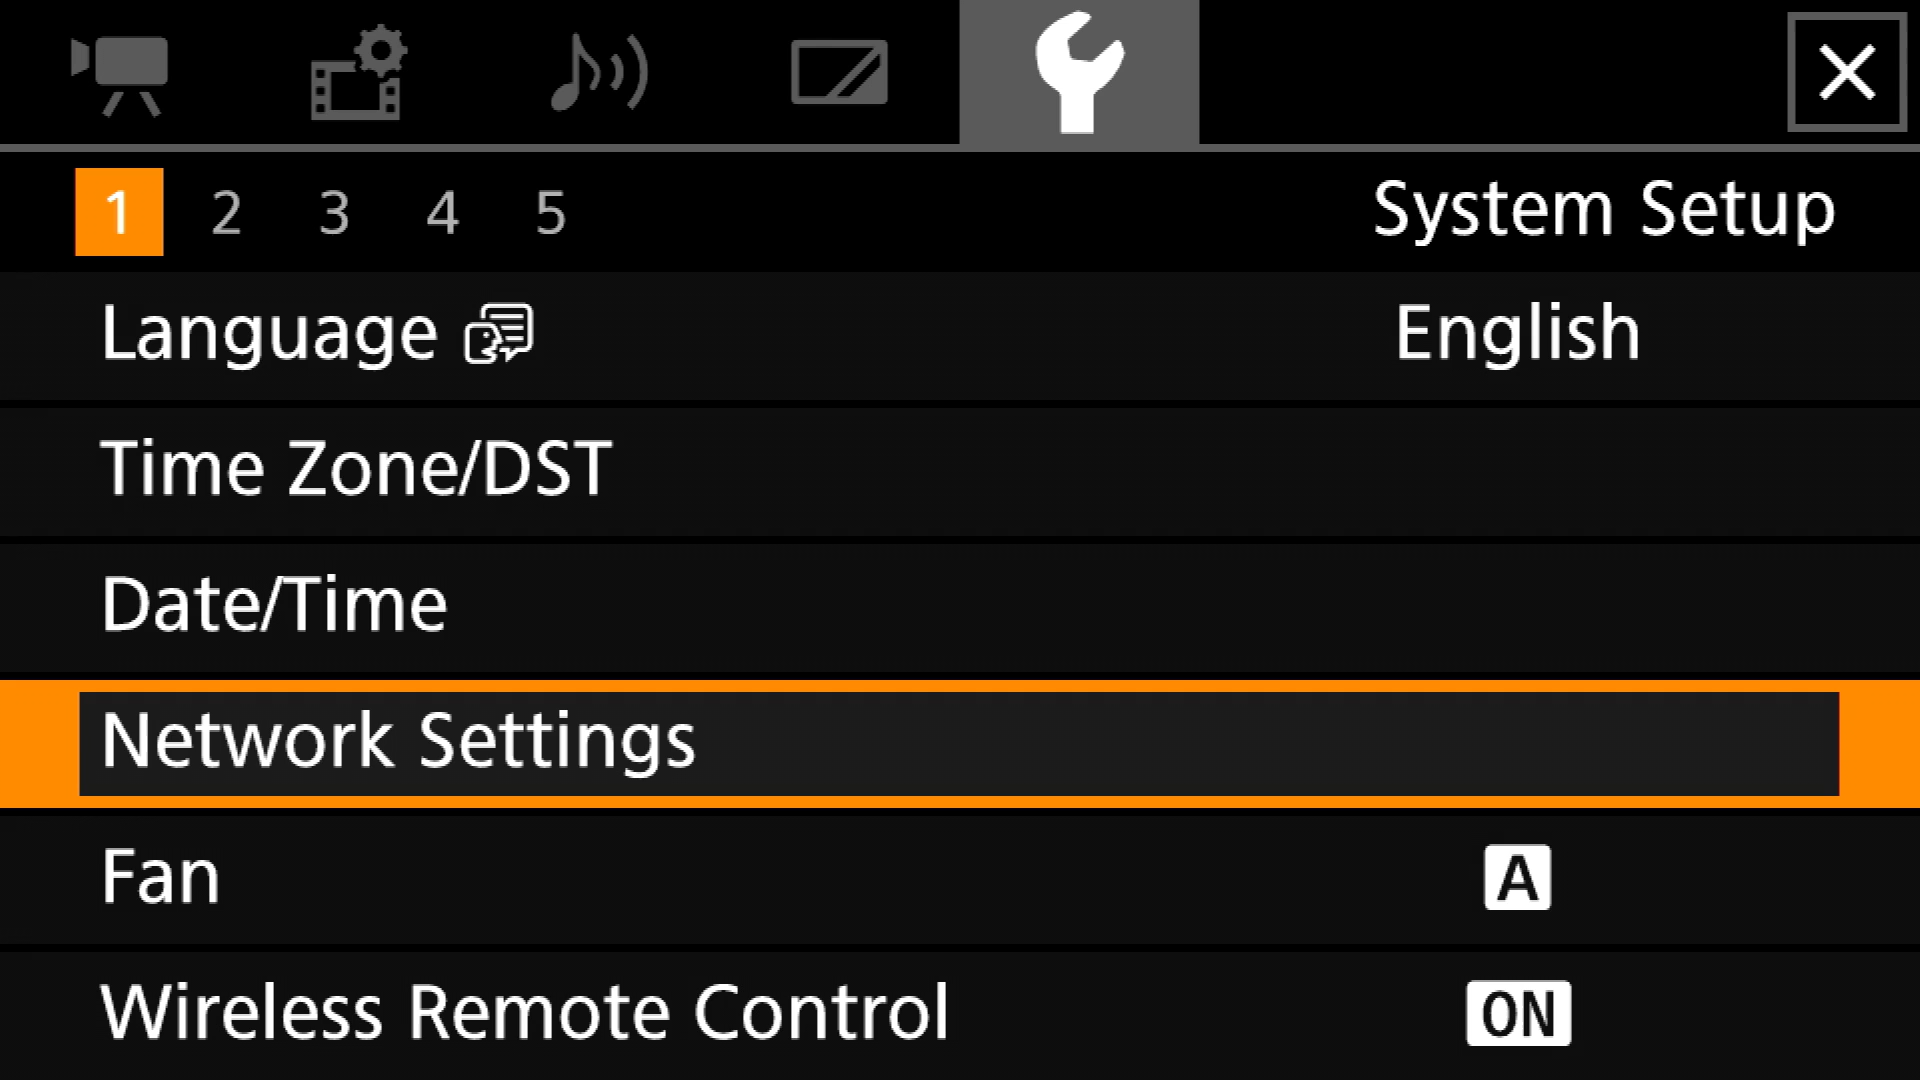 1 2 3 4 5 System Setup
Language English
Time Zone/DST
Date/Time
Network Settings
Fan A
Wireless Remote Control ON